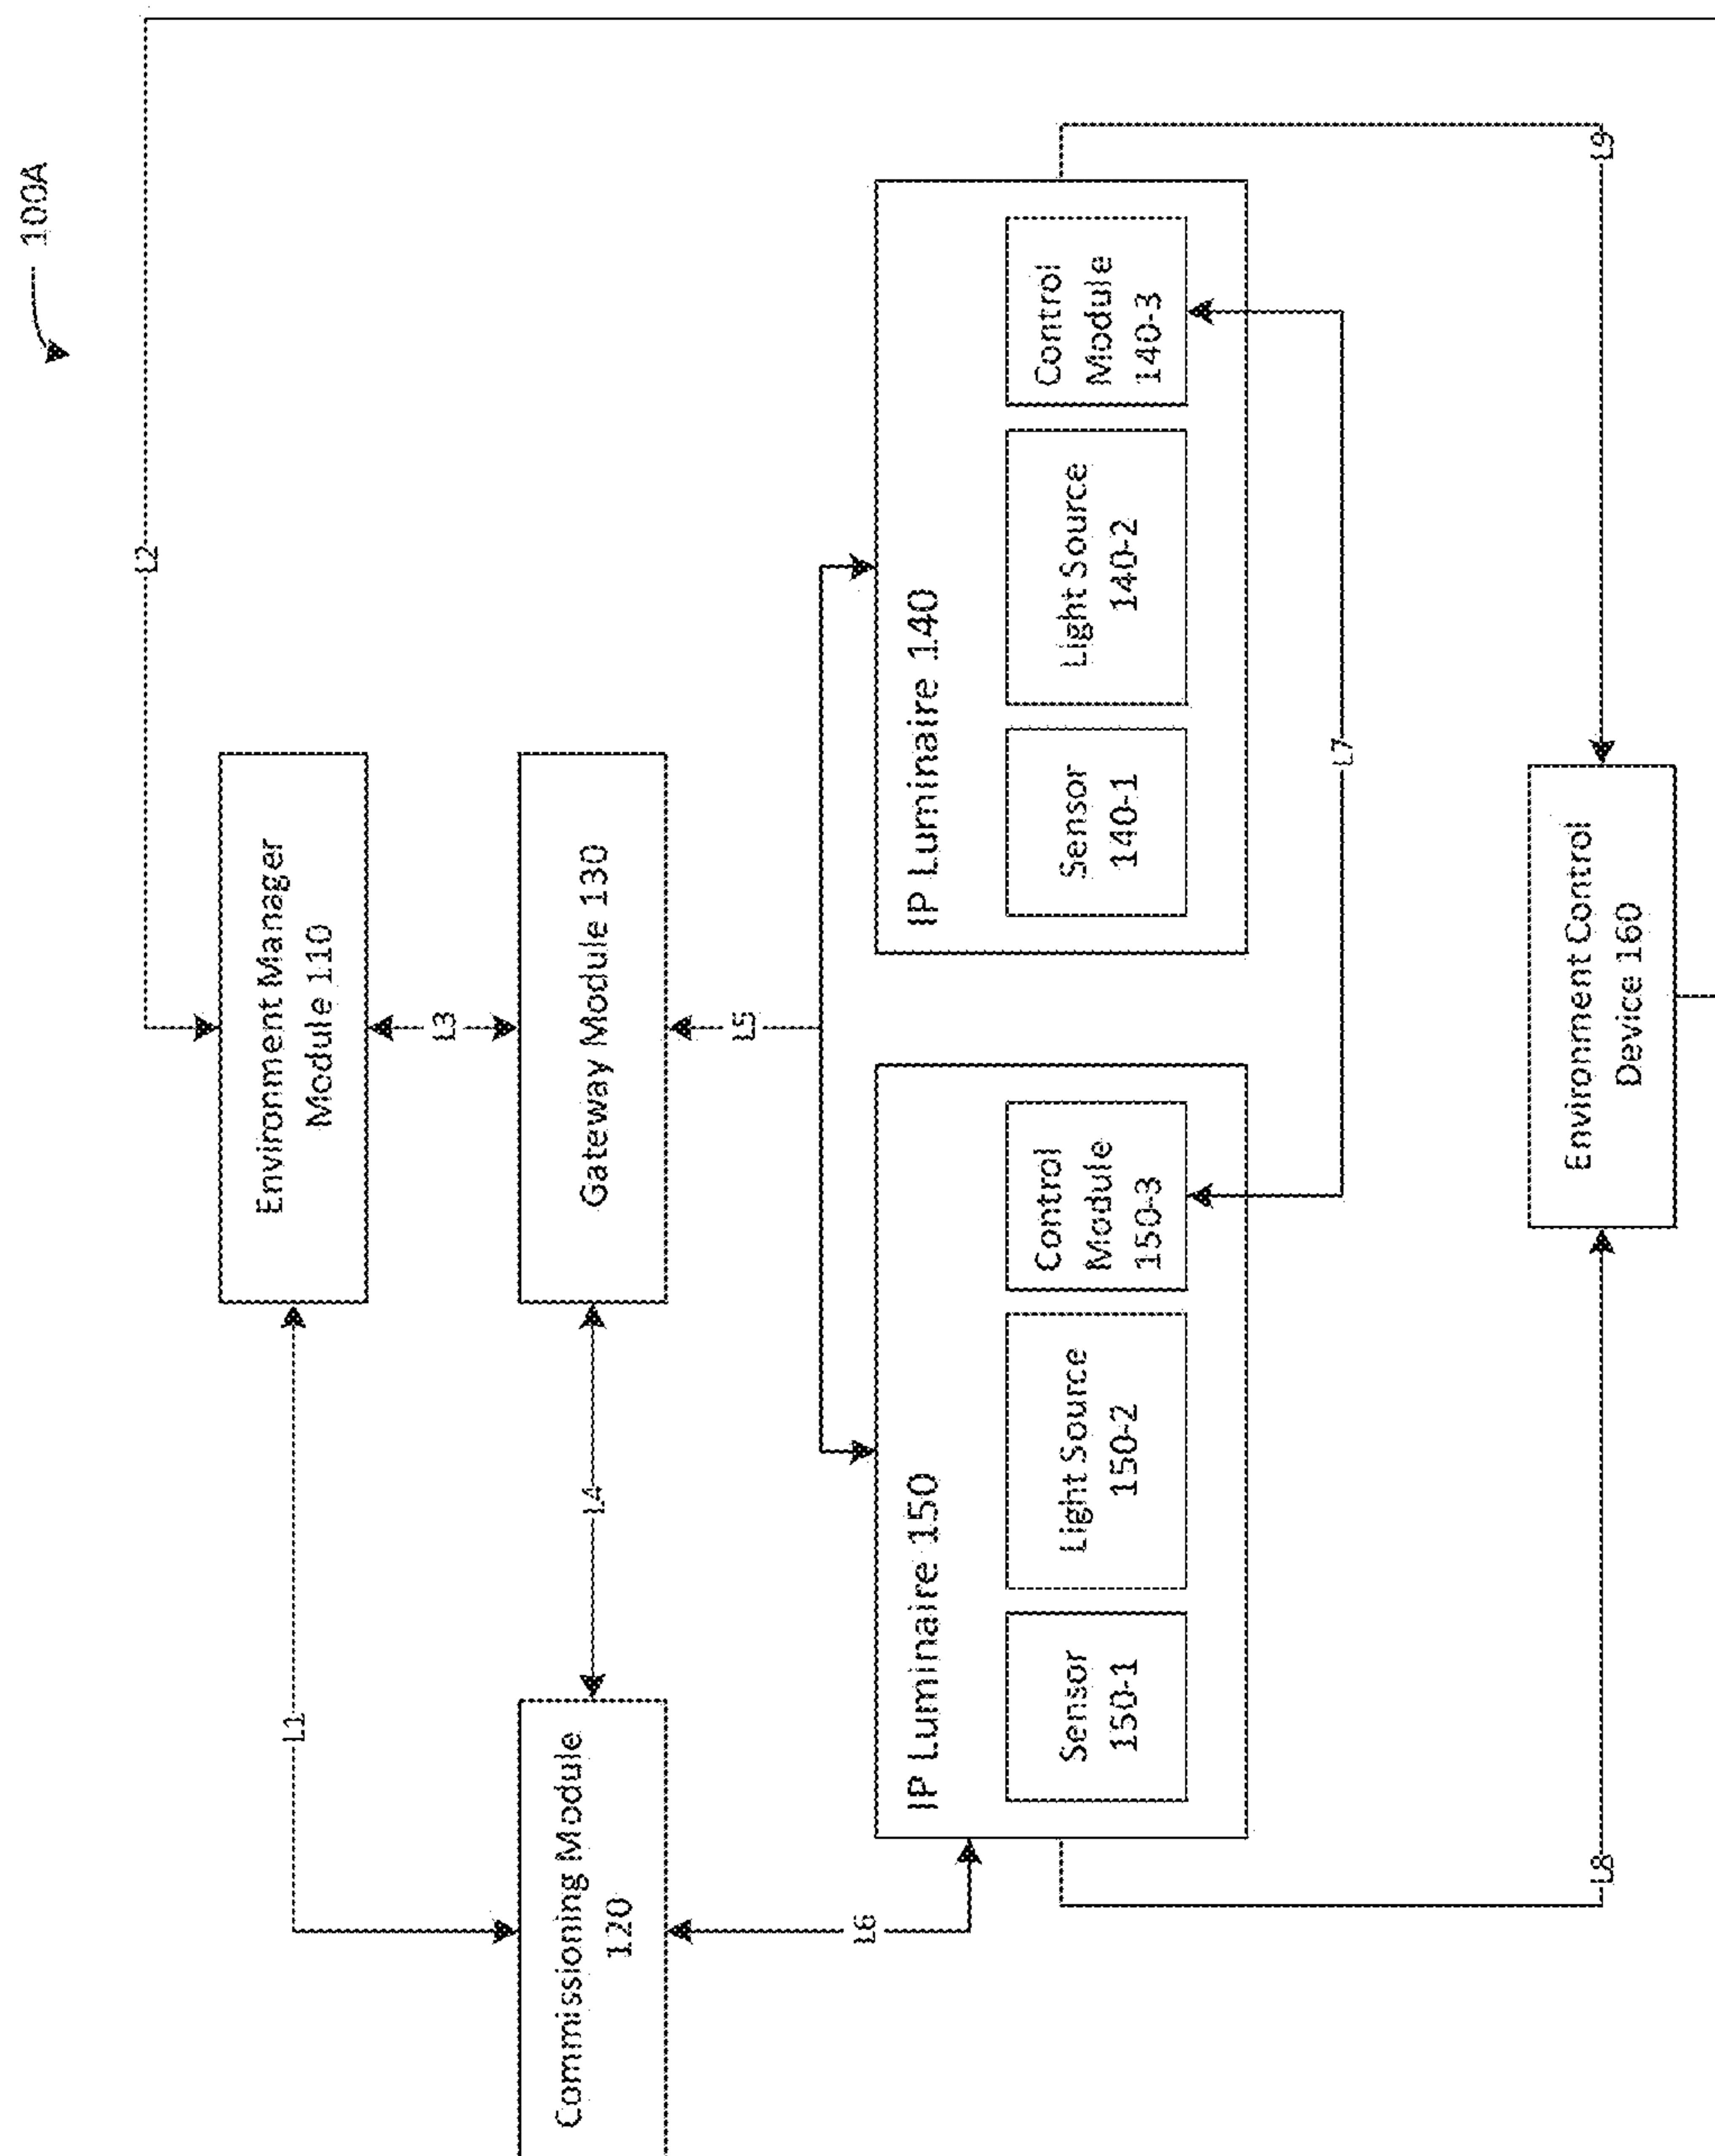 100A
L2
Environment Manager
Module 110
L1
L3
Commissioning Module
120
L4
Gateway Module 130
L5
L6
IP Luminaire 150
Sensor
150-1
Light Source
150-2
Control
Module
150-3
IP Luminaire 140
Sensor
140-1
Light Source
140-2
Control
Module
140-3
L7
L8
L9
Environment Control
Device 160